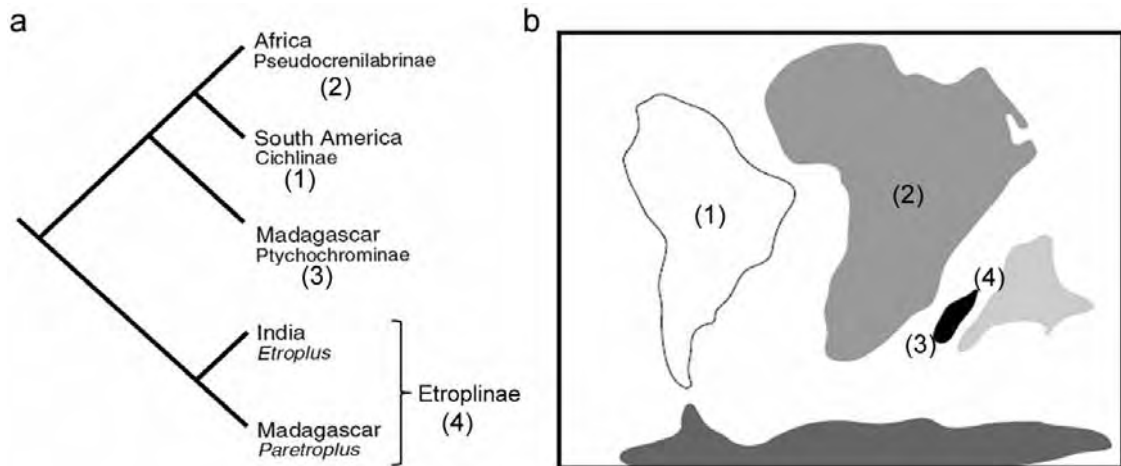 a
Africa
Pseudocrenilabrinae
(2)
South America
Cichlinae
(1)
Madagascar
Ptychochrominae
(3)
India
Etroplus
Madagascar
Paretroplus
Etroplinae
(4)
b
(1)
(2)
(4)
(3)